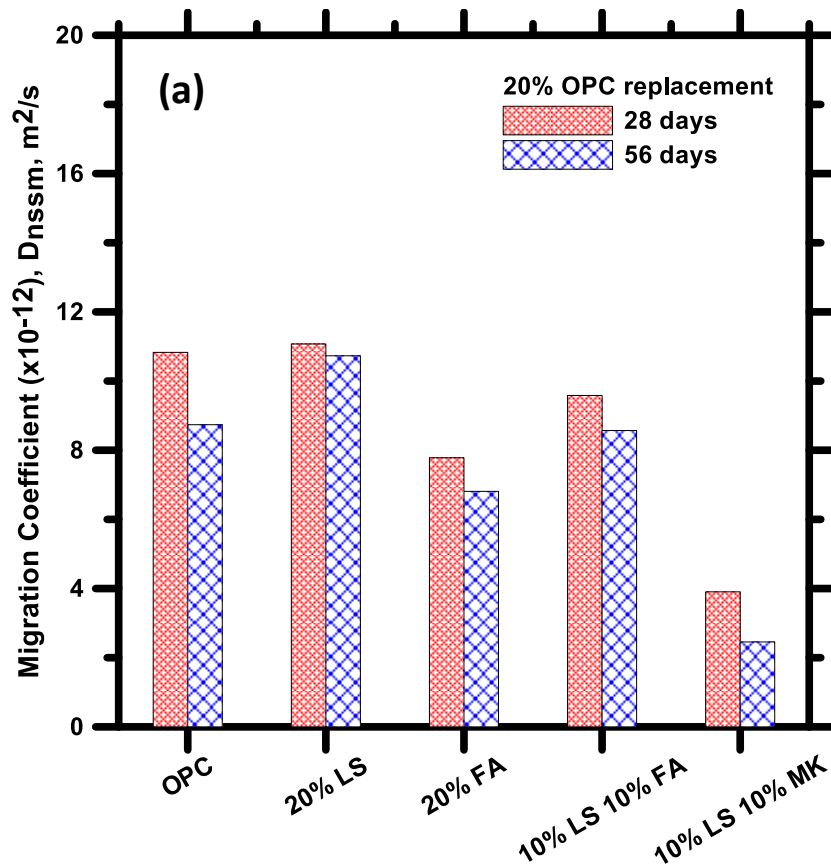 (a)
20% OPC replacement
28 days
56 days
Migration Coefficient (x10-12), Dnssm, m2/s
20
16
12
8
4
0
OPC
20% LS
20% FA
10% LS 10% FA
10% LS 10% MK